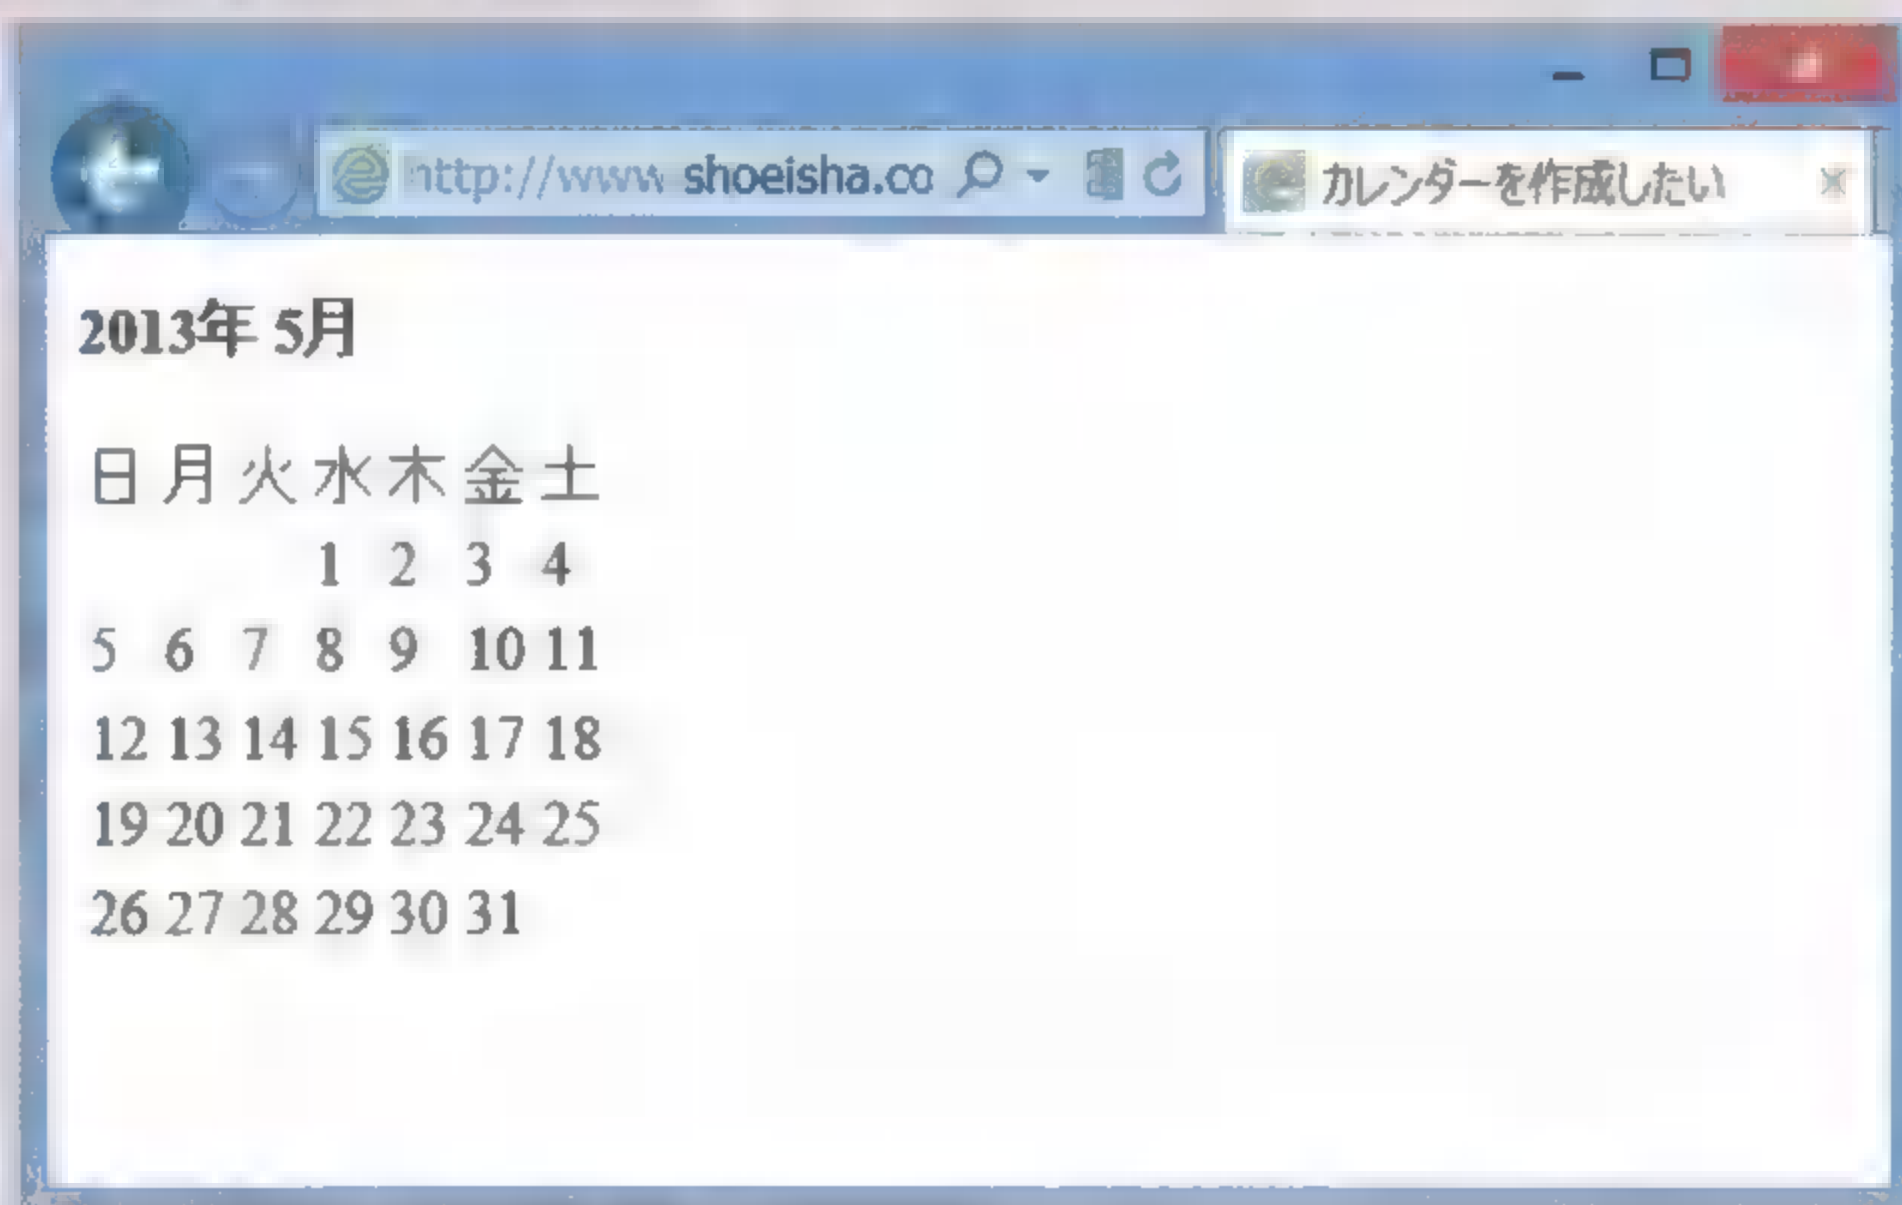 http://www.shoeisha.co
カレンダーを作成したい
2013年 5月
日 月 火 水 木 金 土
1 2 3 4
5 6 7 8 9 10 11
12 13 14 15 16 17 18
19 20 21 22 23 24 25
26 27 28 29 30 31